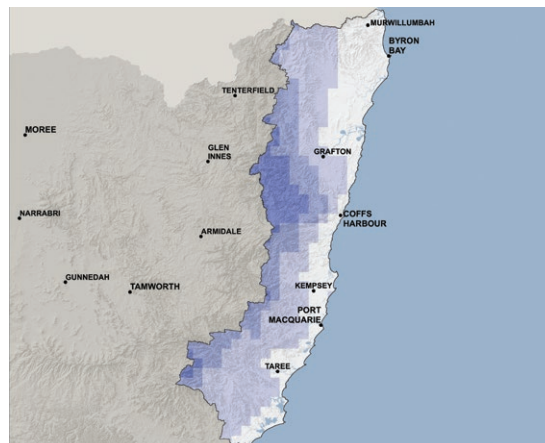 MURWILLUMBAH
BYRON
BAY
TENTERFIELD
MOREE
GLEN
INNES
GRAFTON
NARRABRI
COFFS
HARBOUR
ARMIDALE
GUNNEDAH
TAMWORTH
KEMPSEY
PORT
MACQUARIE
TAREE